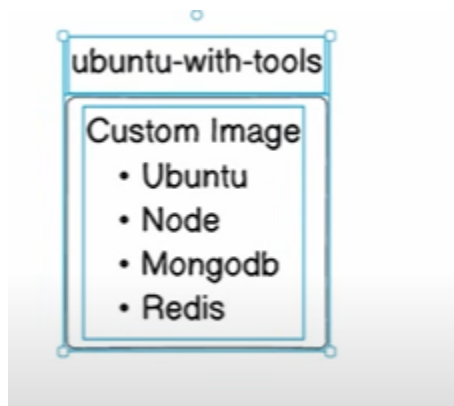 ubuntu-with-tools
Custom Image
• Ubuntu
• Node
• Mongodb
• Redis